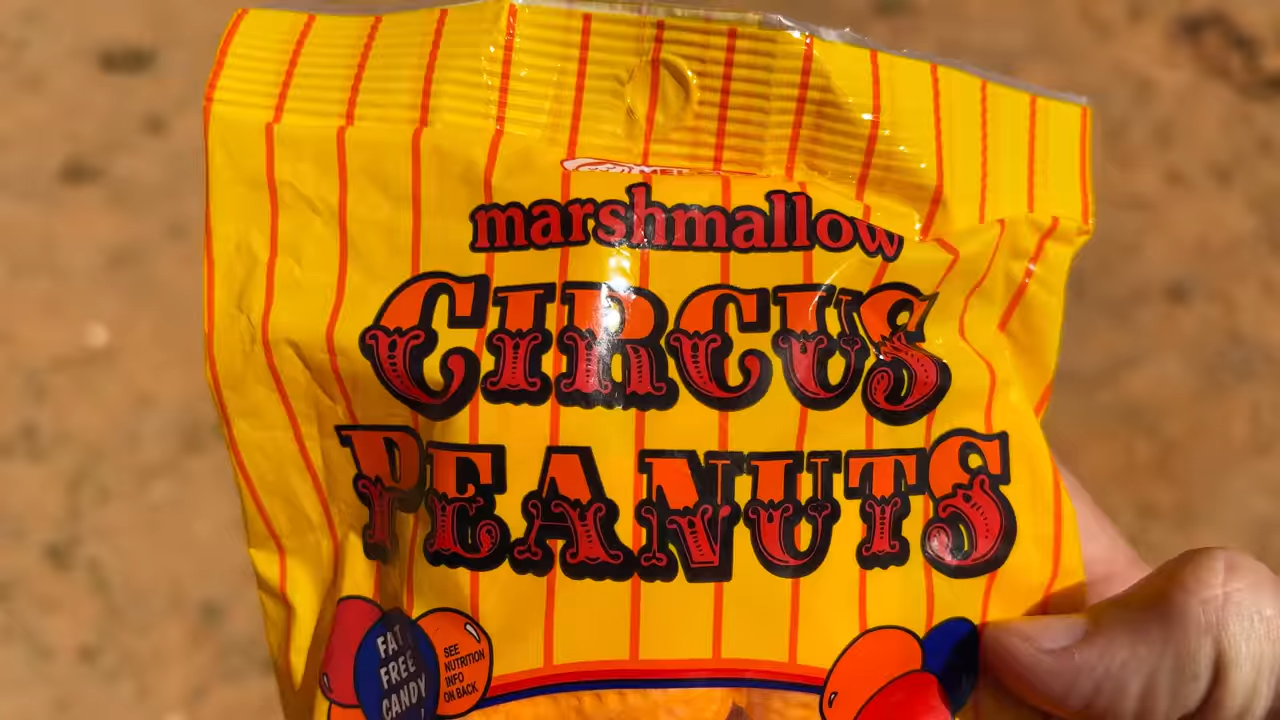 marshmallow
CIRCUS
PEANUTS
FAT
FREE
CANDY
SEE
NUTRITION
INFO
ON BACK